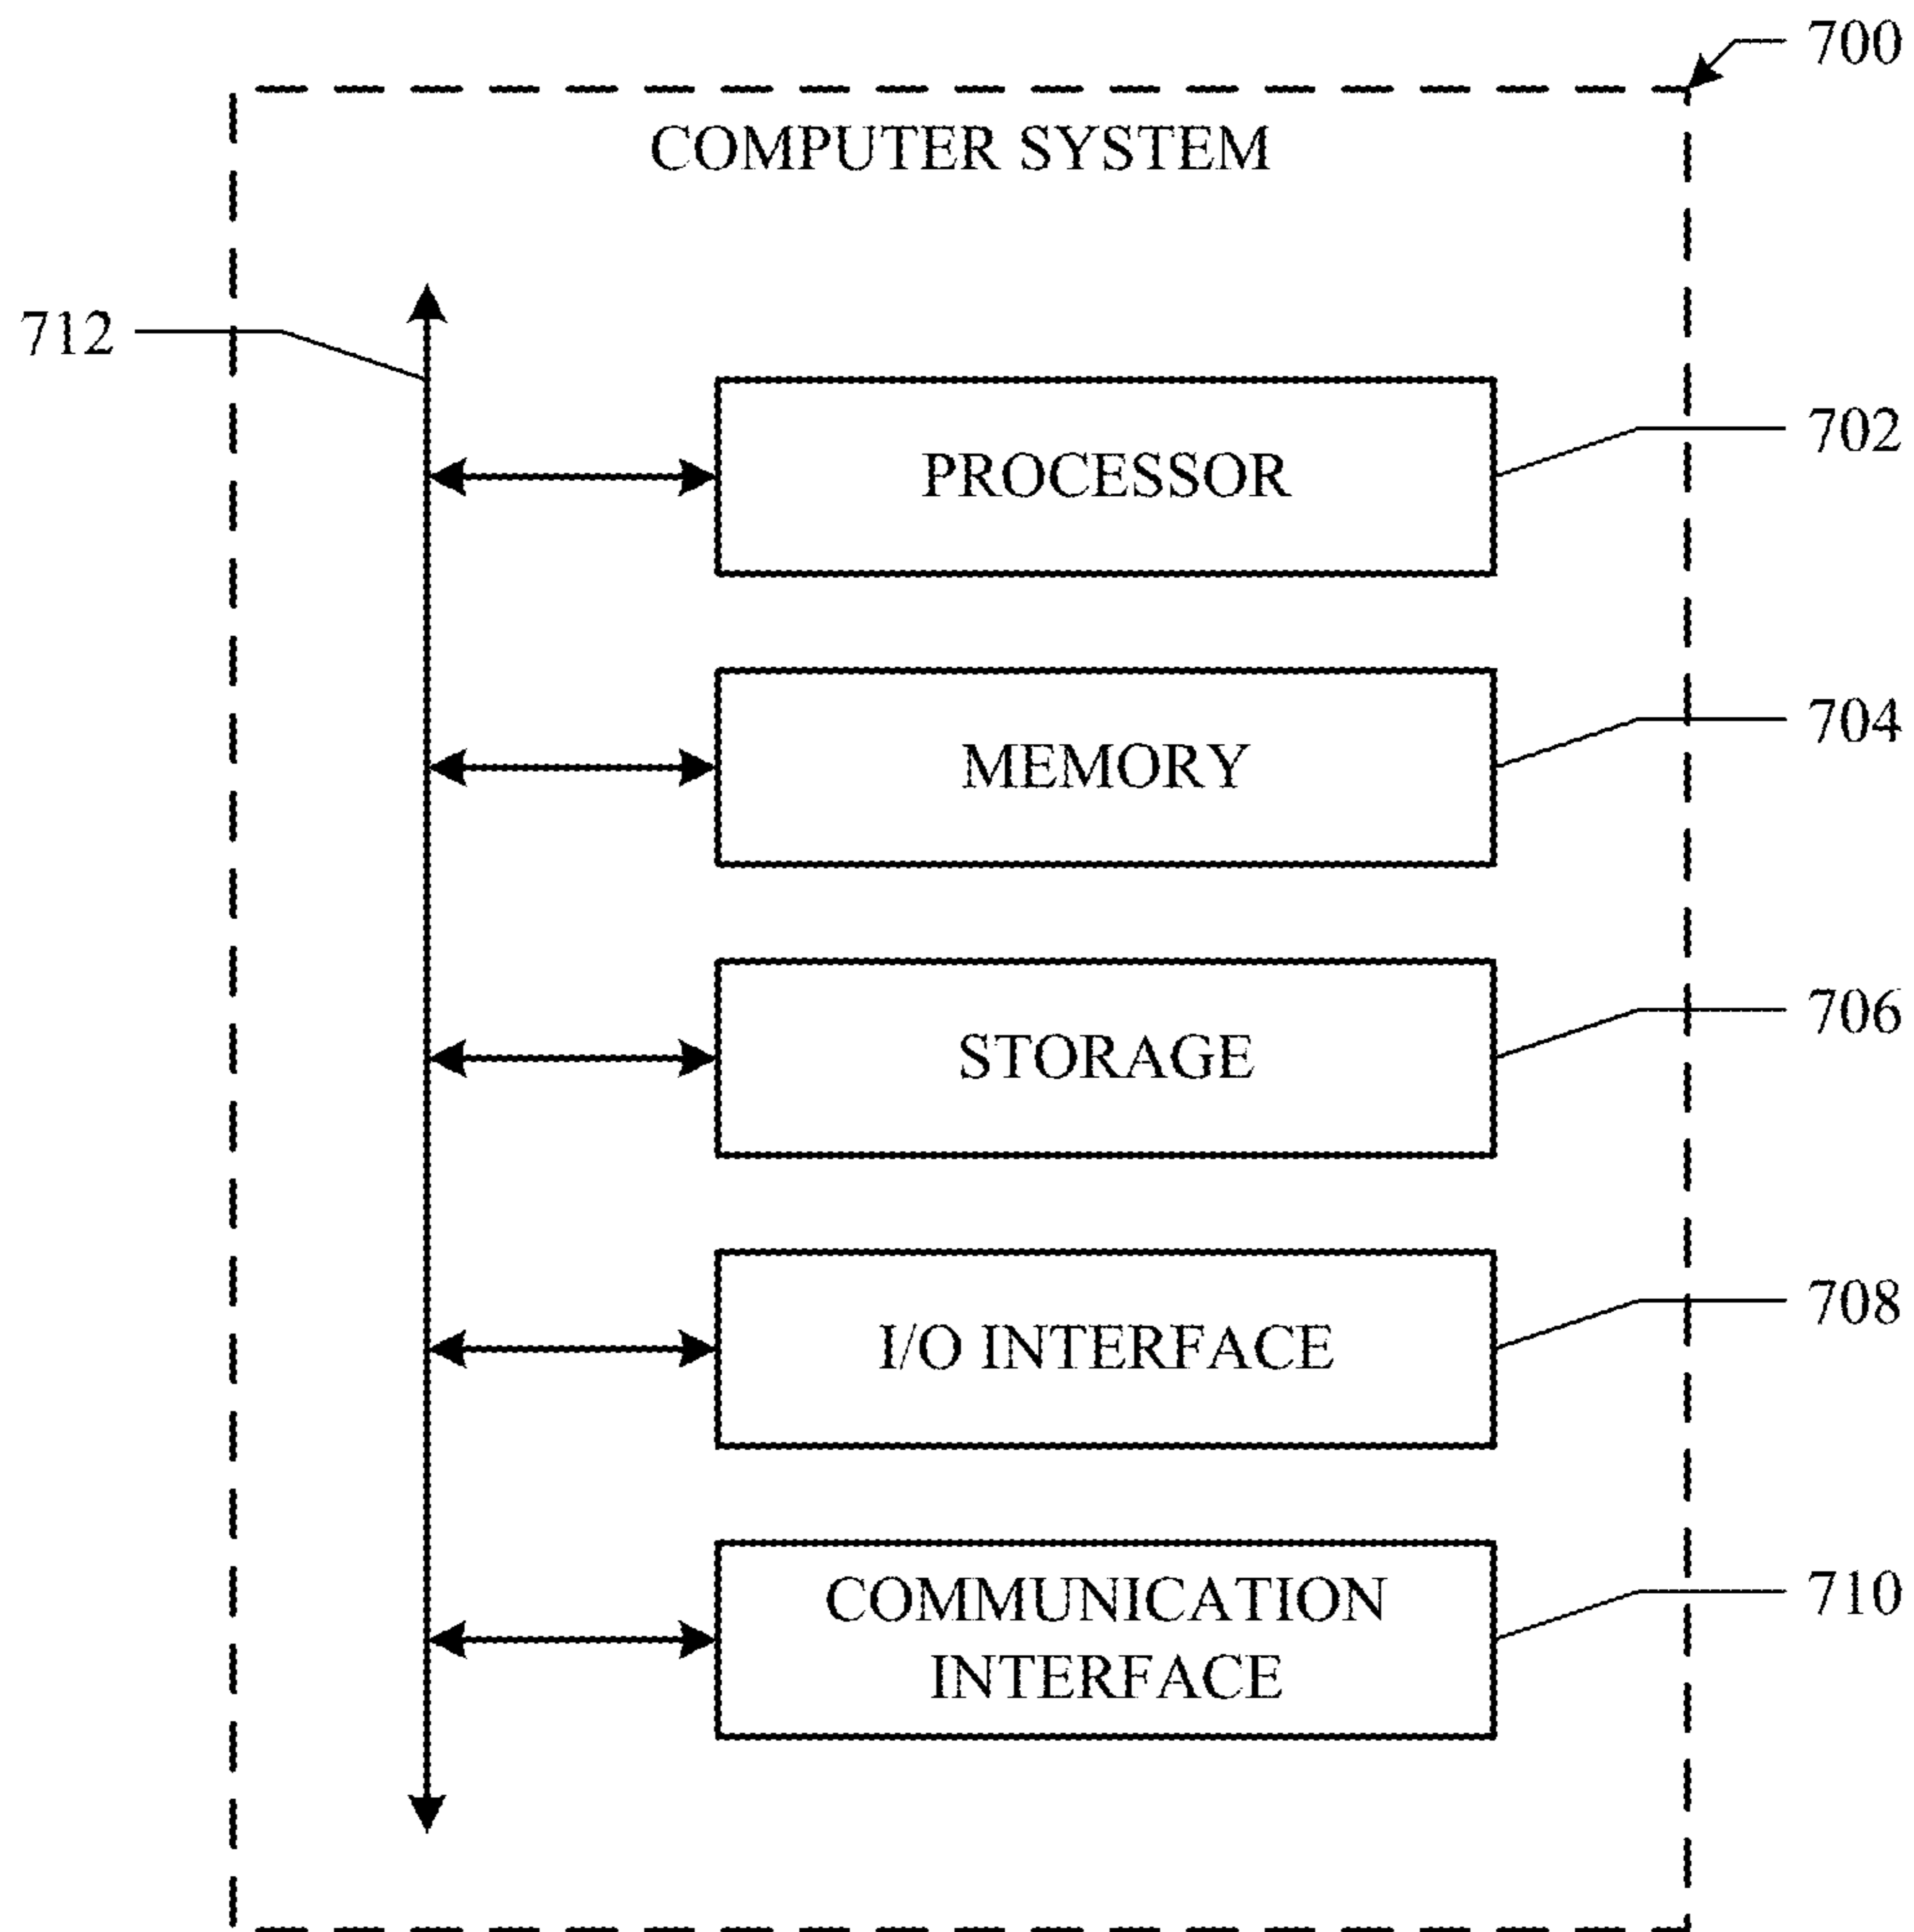 700
COMPUTER SYSTEM
712
PROCESSOR
702
MEMORY
704
STORAGE
706
I/O INTERFACE
708
COMMUNICATION
INTERFACE
710